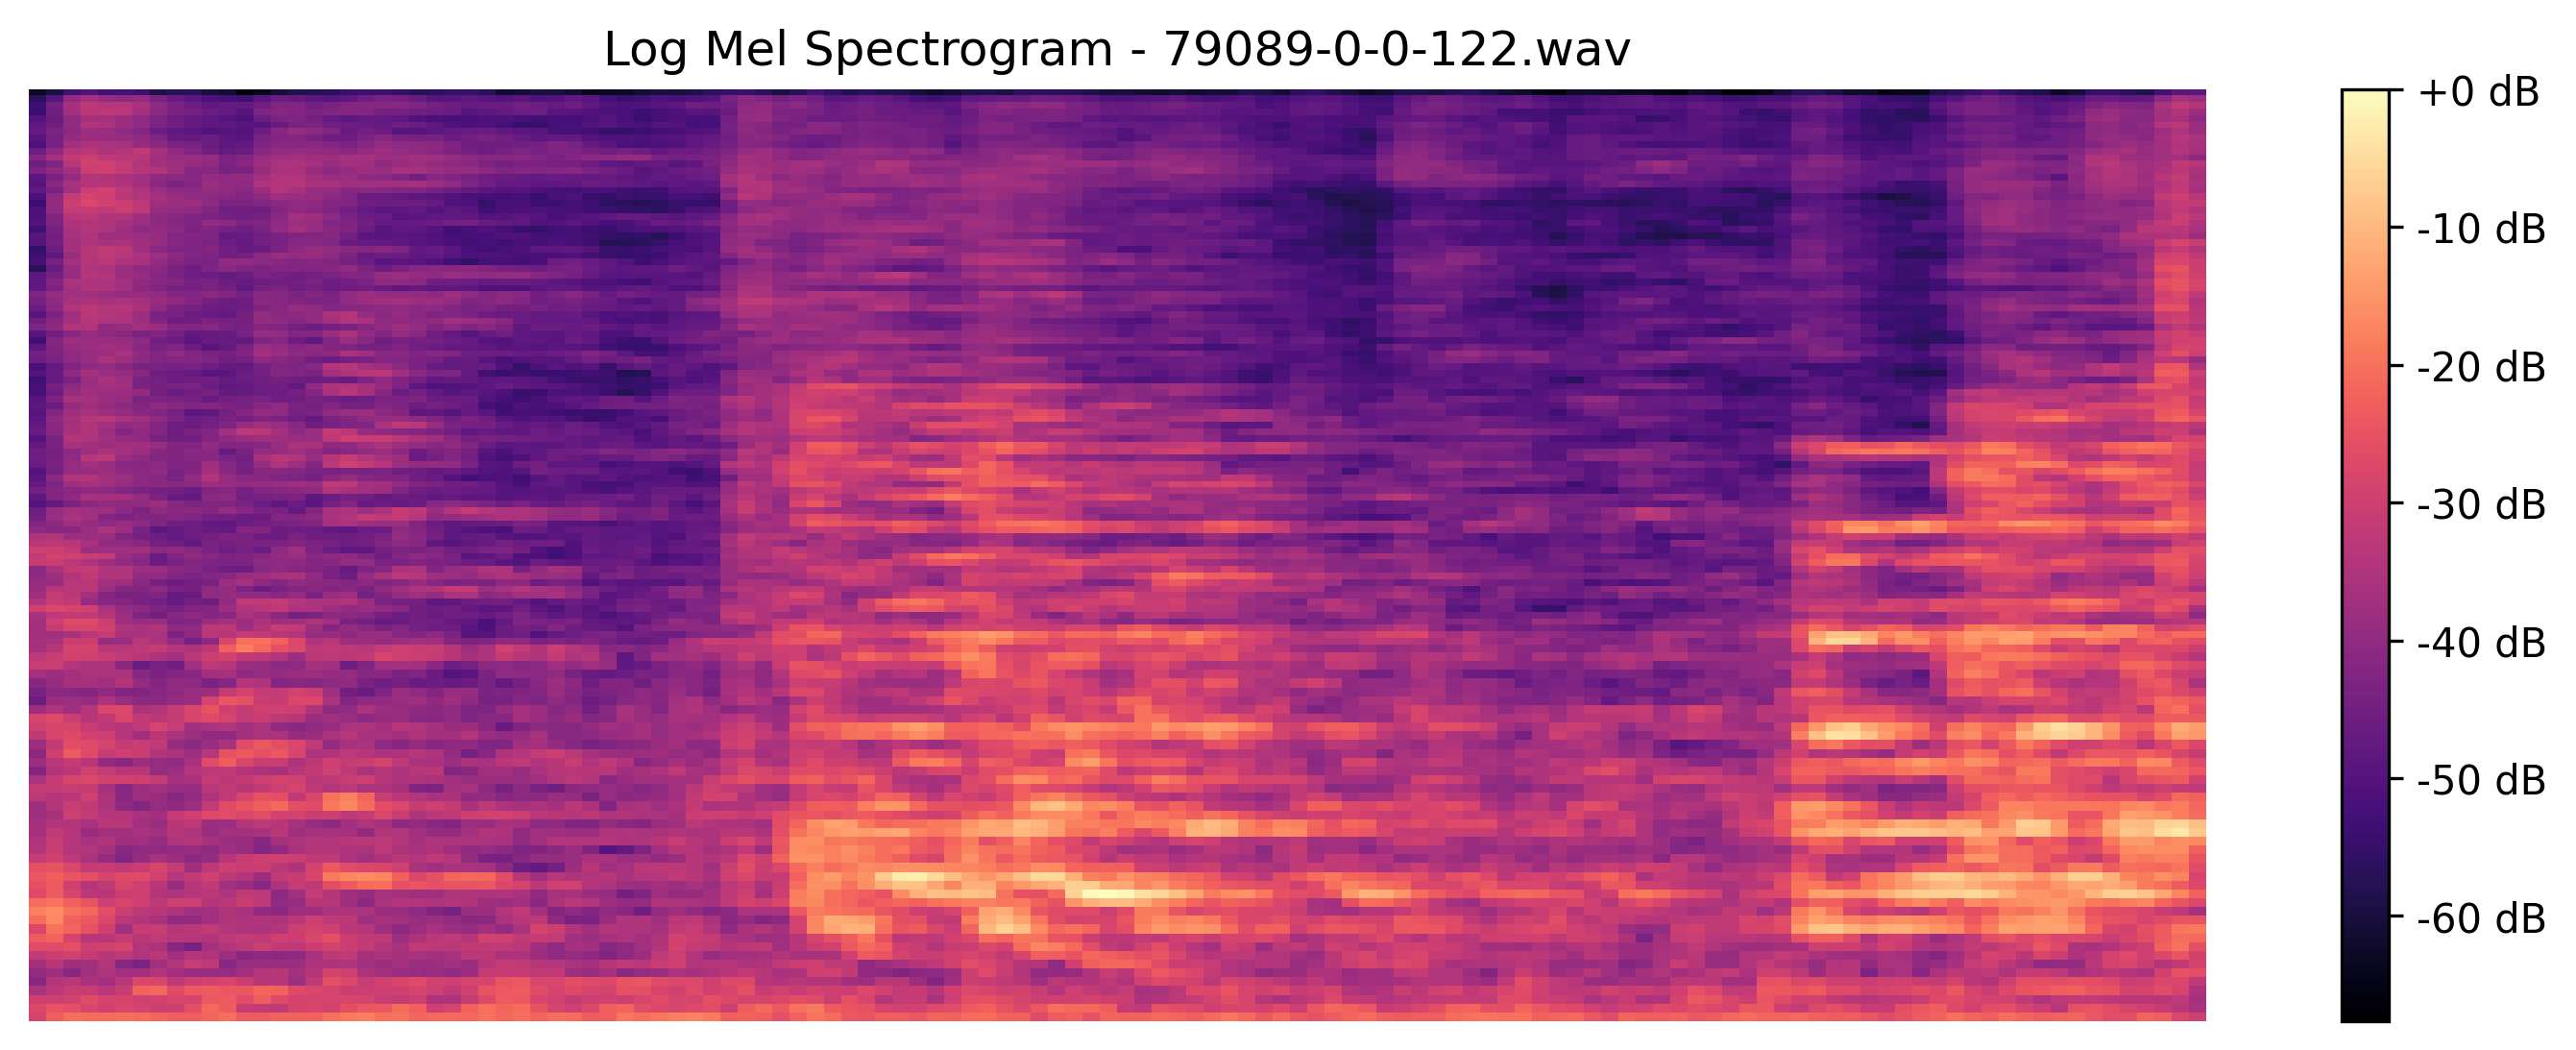 Log Mel Spectrogram - 79089-0-0-122.wav
+0 dB
-10 dB
-20 dB
-30 dB
-40 dB
-50 dB
-60 dB